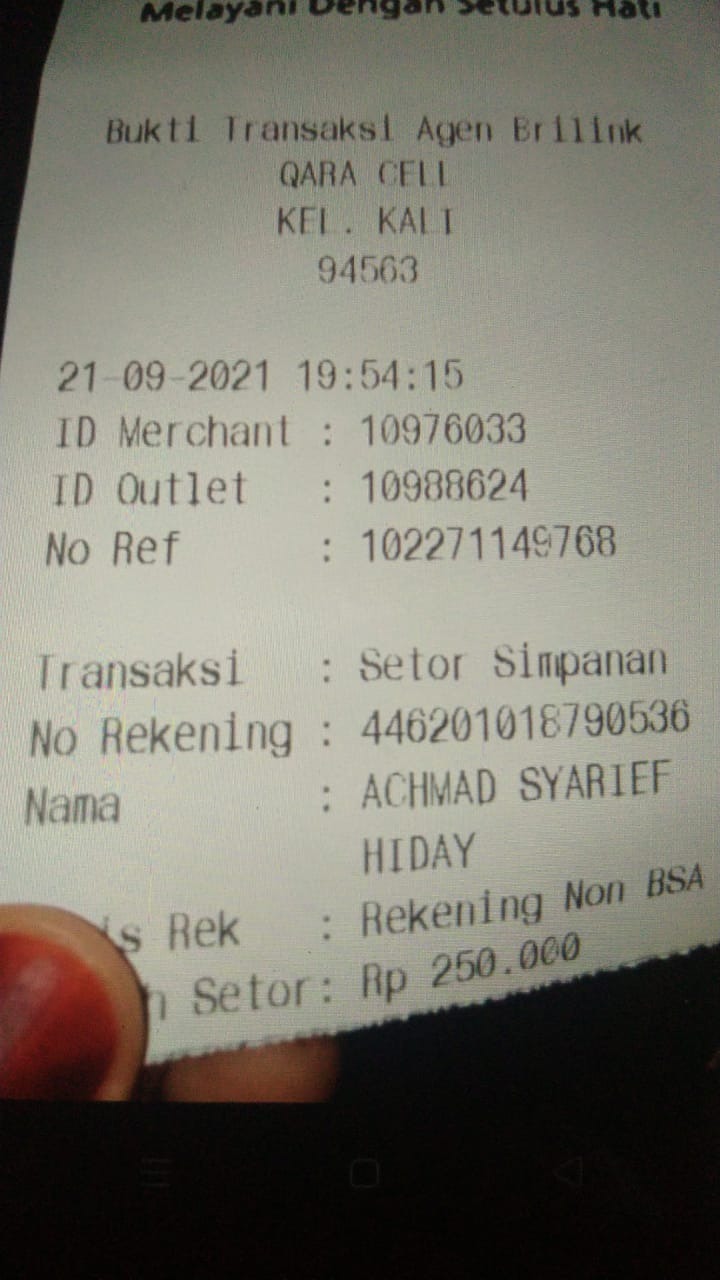 Melayani Dengan Setulus Hati
Bukti Transaksi Agen Brilink
QARA CELL
KEL. KALI
94563
21-09-2021 19:54:15
ID Merchant : 10976033
ID Outlet : 10988624
No Ref : 102271149768
Transaksi : Setor Simpanan
No Rekening : 446201018790536
Nama : ACHMAD SYARIEF
HIDAY
is Rek : Rekening Non BSA
h Setor: Rp 250.000